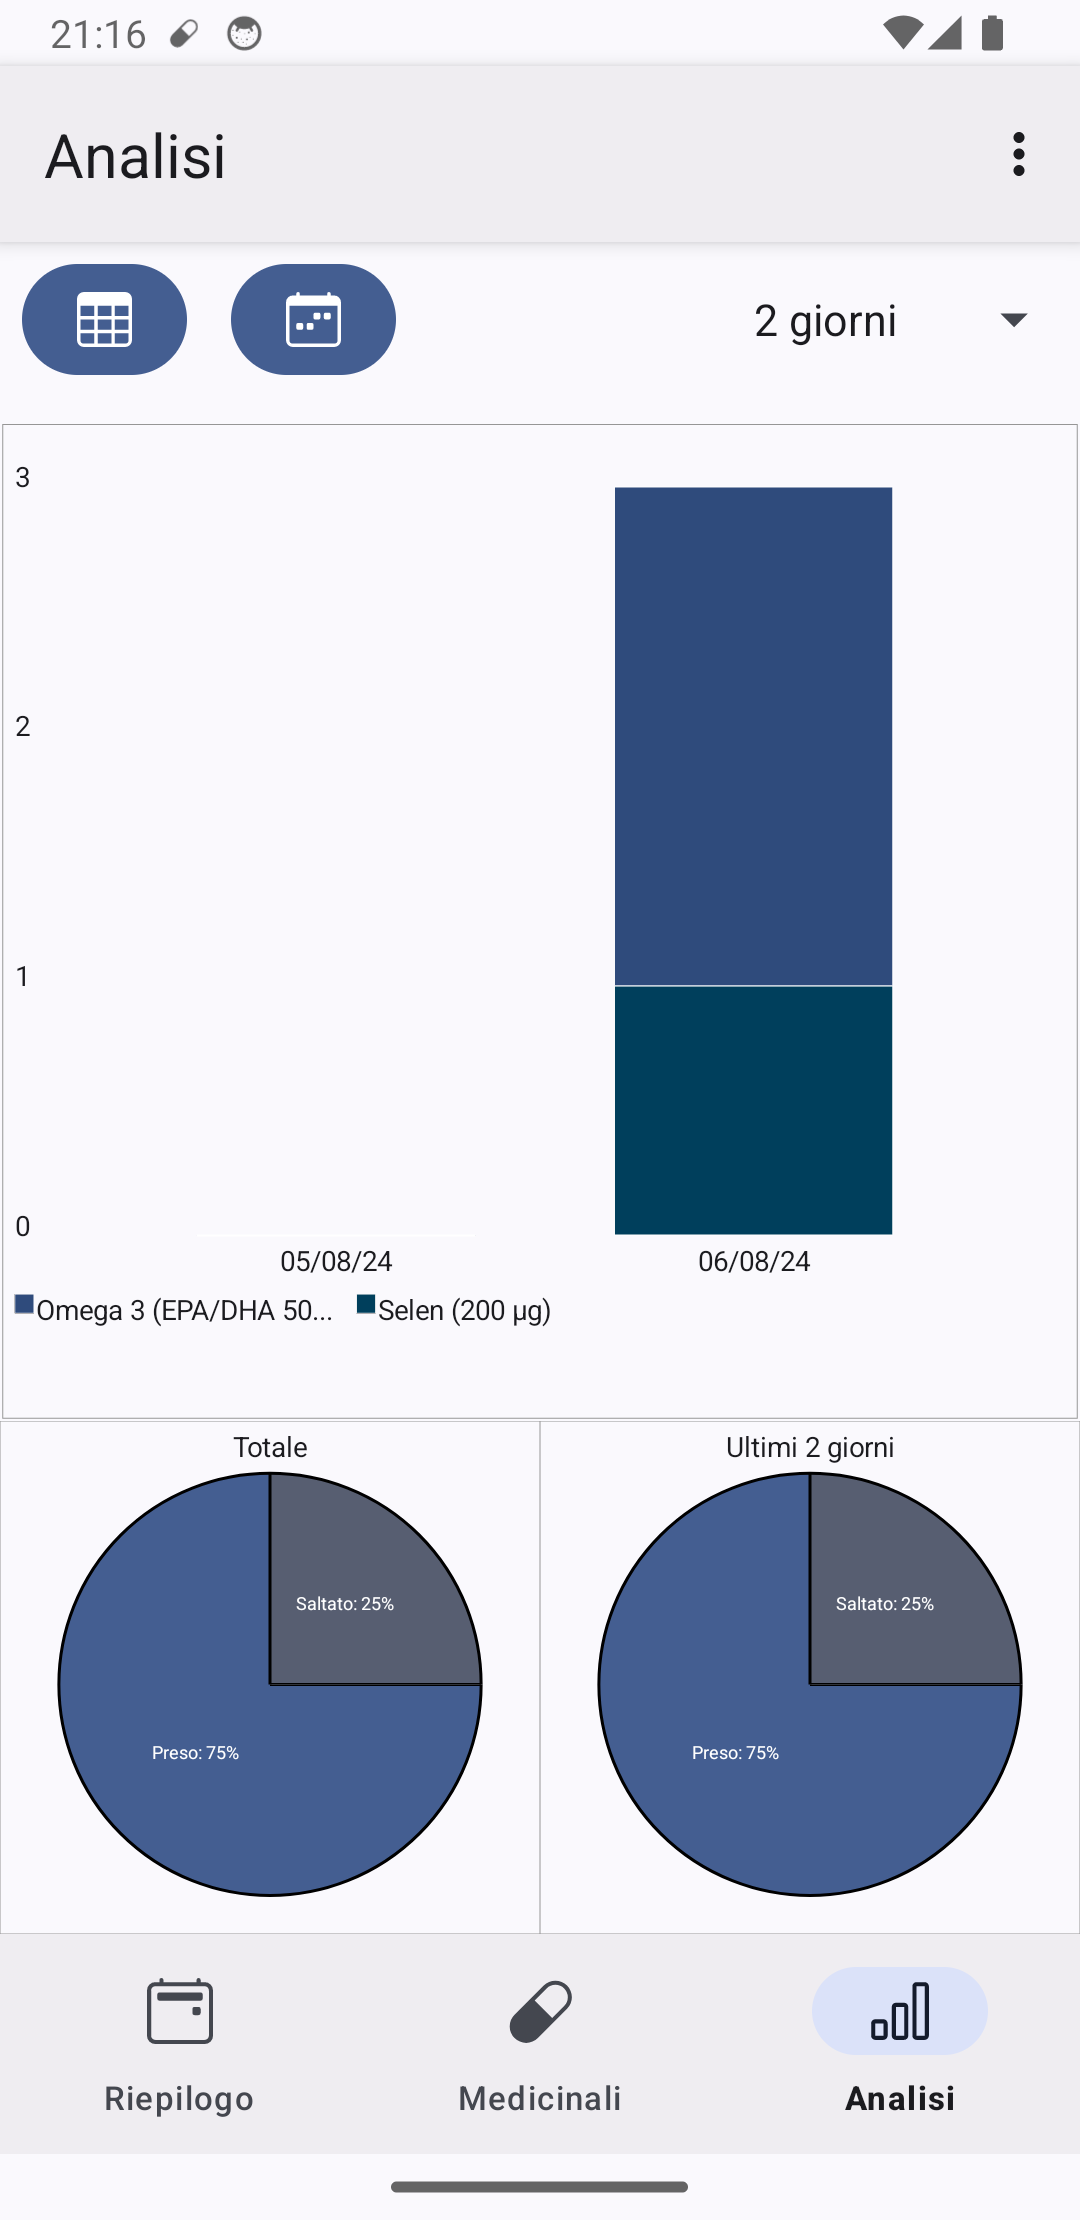 21:16
Analisi
2 giorni
3
2
1
0
05/08/24 06/08/24
Omega 3 (EPA/DHA 50... Selen (200 µg)
Totale Ultimi 2 giorni
Saltato: 25% Saltato: 25%
Preso: 75% Preso: 75%
Riepilogo Medicinali Analisi